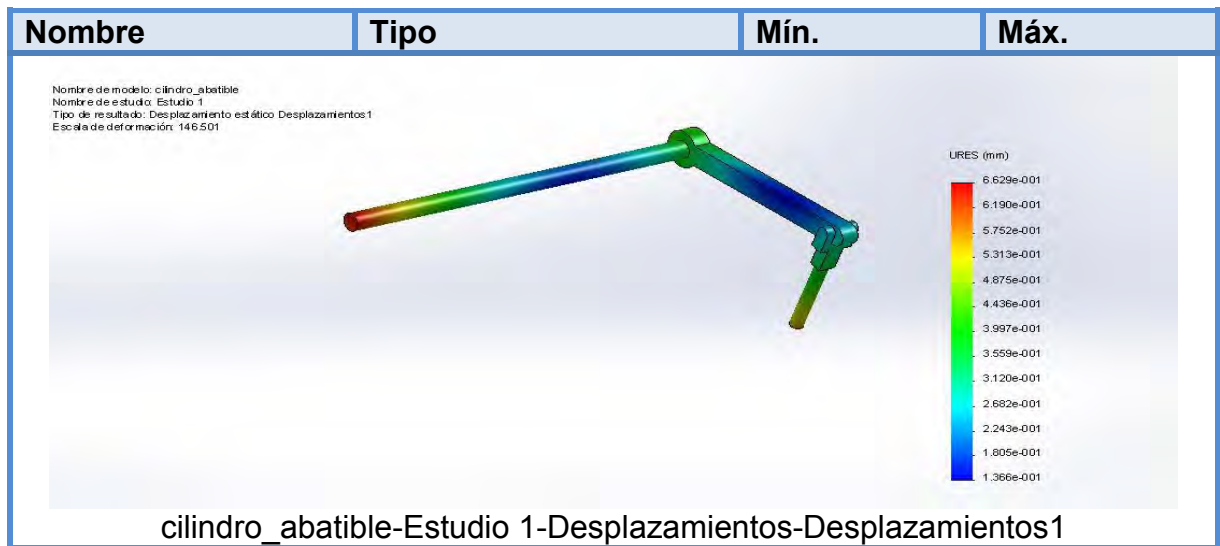 Nombre Tipo Mín. Máx.
Nombre de modelo: cilindro_abatible
Nombre de estudio: Estudio 1
Tipo de resultado: Desplazamiento estático Desplazamientos1
Escala de deformación: 146.501
URES (mm)
6.629e-001
6.190e-001
5.752e-001
5.313e-001
4.875e-001
4.436e-001
3.997e-001
3.559e-001
3.120e-001
2.682e-001
2.243e-001
1.805e-001
1.366e-001
cilindro_abatible-Estudio 1-Desplazamientos-Desplazamientos1